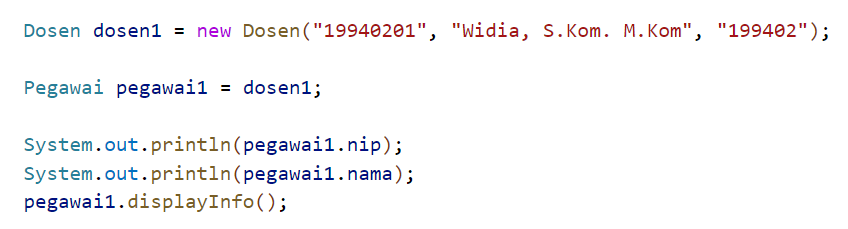 Dosen dosen1 = new Dosen("19940201", "Widia, S.Kom. M.Kom", "199402");
Pegawai pegawai1 = dosen1;
System.out.println(pegawai1.nip);
System.out.println(pegawai1.nama);
pegawai1.displayInfo();